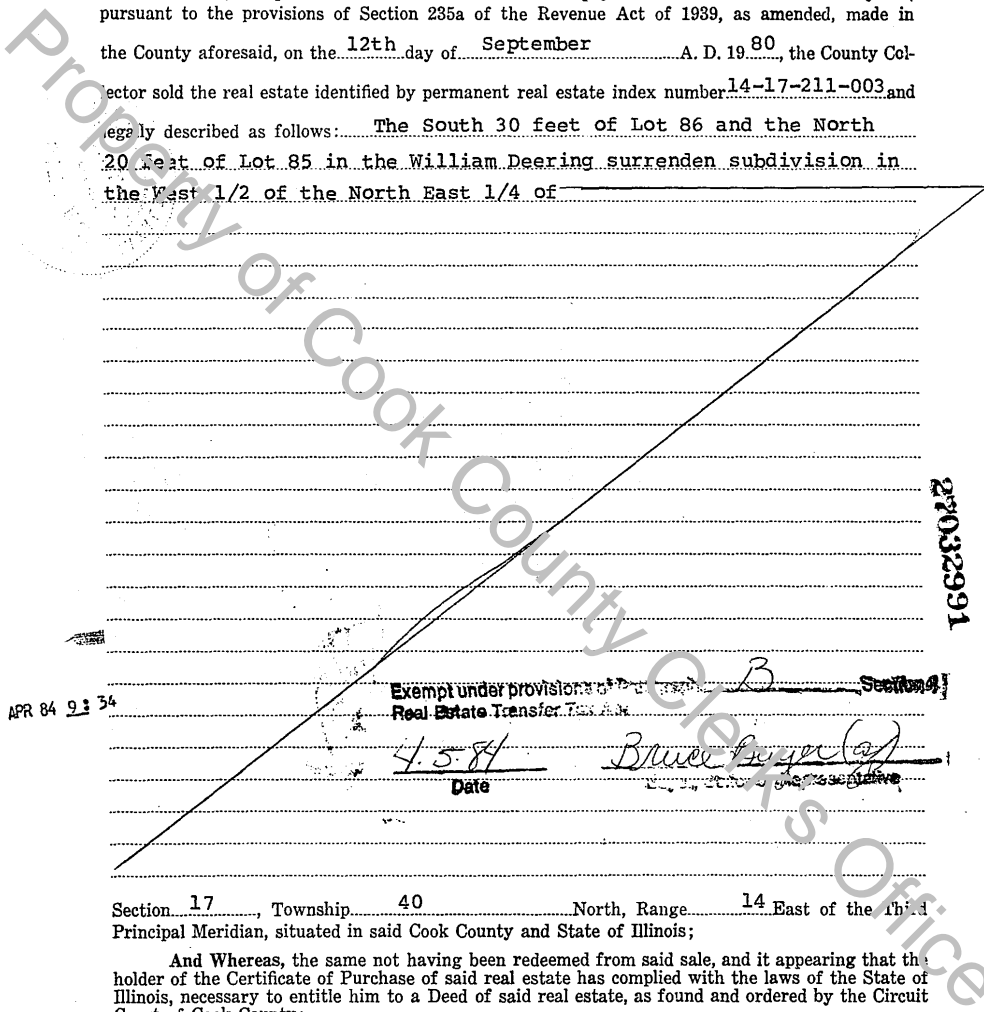 pursuant to the provisions of Section 235a of the Revenue Act of 1939, as amended, made in
the County aforesaid, on the 12th day of September A. D. 19 80, the County Col-
lector sold the real estate identified by permanent real estate index number 14-17-211-003 and
legally described as follows: The South 30 feet of Lot 86 and the North
20 feet of Lot 85 in the William Deering surrenden subdivision in
the West 1/2 of the North East 1/4 of
27032991
Exempt under provisions of B Section 4
APR 84 9: 34
Real Estate Transfer Tax Act
4.5.84 Bruce
Date Representative
Section 17, Township 40 North, Range 14 East of the Third
Principal Meridian, situated in said Cook County and State of Illinois;
And Whereas, the same not having been redeemed from said sale, and it appearing that the
holder of the Certificate of Purchase of said real estate has complied with the laws of the State of
Illinois, necessary to entitle him to a Deed of said real estate, as found and ordered by the Circuit
Court of Cook County;
Property of Cook County Clerk's Office